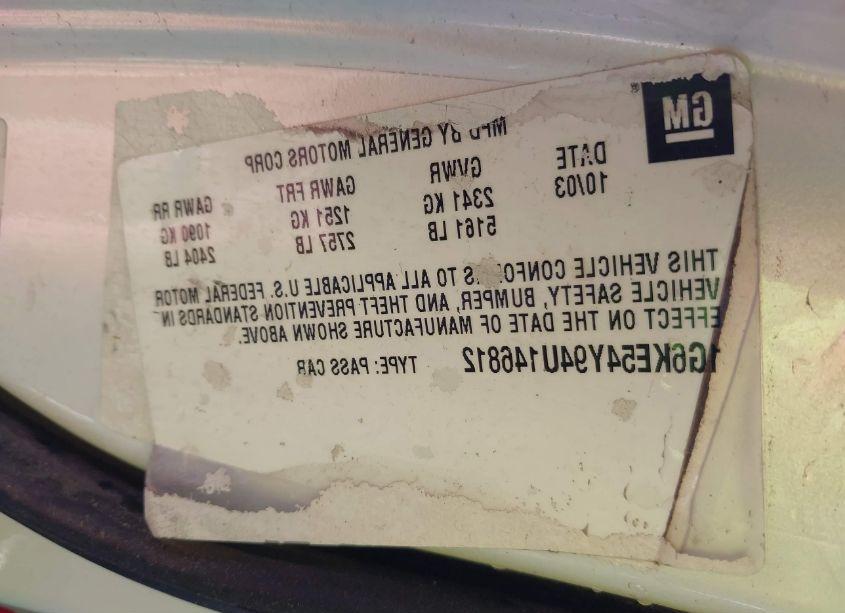 GM
MFD BY GENERAL MOTORS CORP
DATE GVWR GAWR FRT GAWR RR
10/03 2341 KG 1251 KG 1090 KG
5161 LB 2757 LB 2404 LB
THIS VEHICLE CONFORMS TO ALL APPLICABLE U.S. FEDERAL MOTOR
VEHICLE SAFETY, BUMPER, AND THEFT PREVENTION STANDARDS IN
EFFECT ON THE DATE OF MANUFACTURE SHOWN ABOVE.
1G6KE54Y94U146812 TYPE: PASS CAR